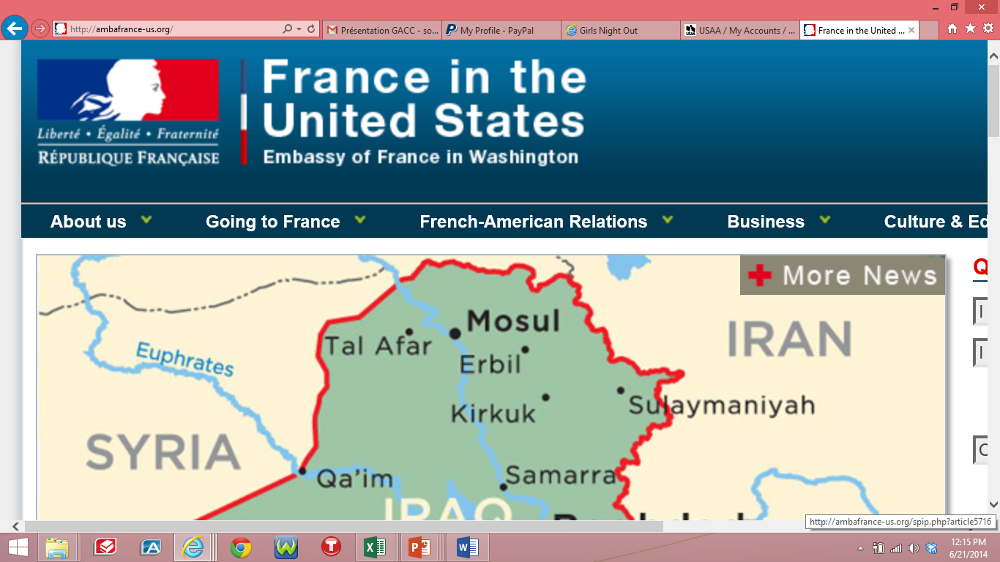 http://ambafrance-us.org/
Présentation GACC - so...
My Profile - PayPal
Girls Night Out
USAA / My Accounts / ...
France in the United ...
Liberté • Égalité • Fraternité
RÉPUBLIQUE FRANÇAISE
France in the
United States
Embassy of France in Washington
About us
Going to France
French-American Relations
Business
Culture & Ed
+ More News
Q
Mosul
IRAN
Tal Afar
Euphrates
Erbil
Kirkuk
Sulaymaniyah
SYRIA
Qa'im
Samarra
IRAQ
Baghdad
http://ambafrance-us.org/spip.php?article5716
12:15 PM
6/21/2014